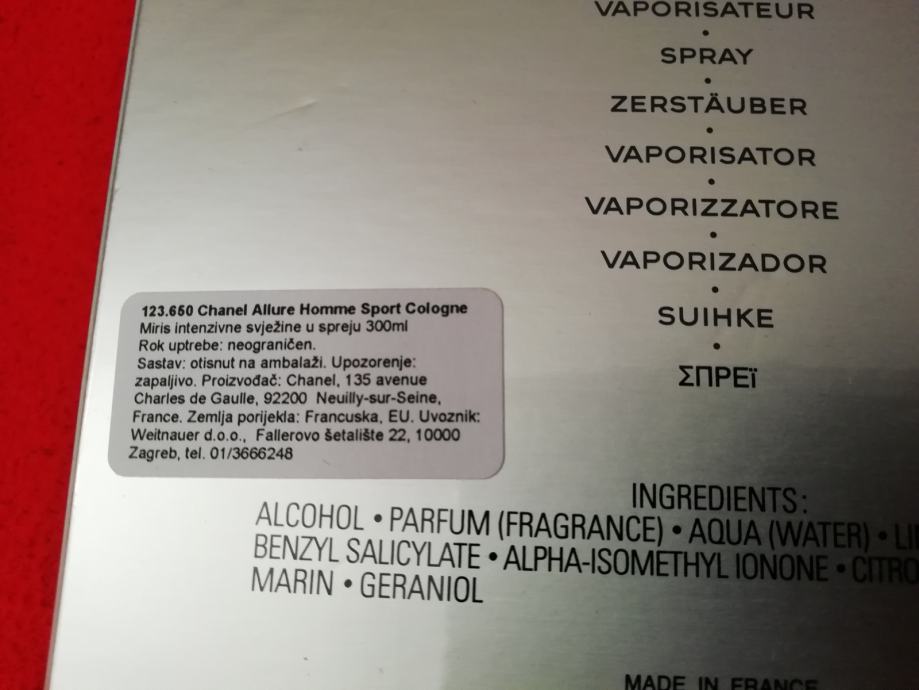 VAPORISATEUR
•
SPRAY
•
ZERSTÄUBER
•
VAPORISATOR
•
VAPORIZZATORE
•
VAPORIZADOR
•
SUIHKE
•
ΣΠΡΕϊ
123.650 Chanel Allure Homme Sport Cologne
Miris intenzivne svježine u spreju 300ml
Rok uptrebe: neograničen.
Sastav: otisnut na ambalaži. Upozorenje:
zapaljivo. Proizvođač: Chanel, 135 avenue
Charles de Gaulle, 92200 Neuilly-sur-Seine,
France. Zemlja porijekla: Francuska, EU. Uvoznik:
Weitnauer d.o.o., Fallerovo šetalište 22, 10000
Zagreb, tel. 01/3666248
INGREDIENTS:
ALCOHOL • PARFUM (FRAGRANCE) • AQUA (WATER) •
BENZYL SALICYLATE • ALPHA-ISOMETHYL IONONE •
MARIN • GERANIOL
MADE IN FRANCE